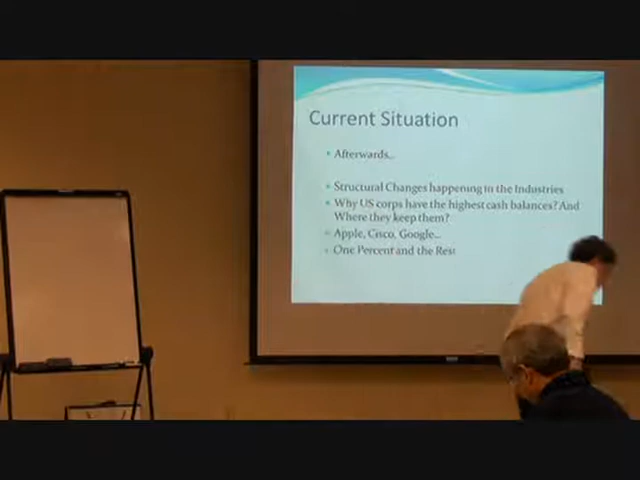 Current Situation
Afterwards...
Structural Changes happening in the Industries
Why US corps have the highest cash balances? And
Where they keep them?
Apple, Cisco, Google...
One Percent and the Rest